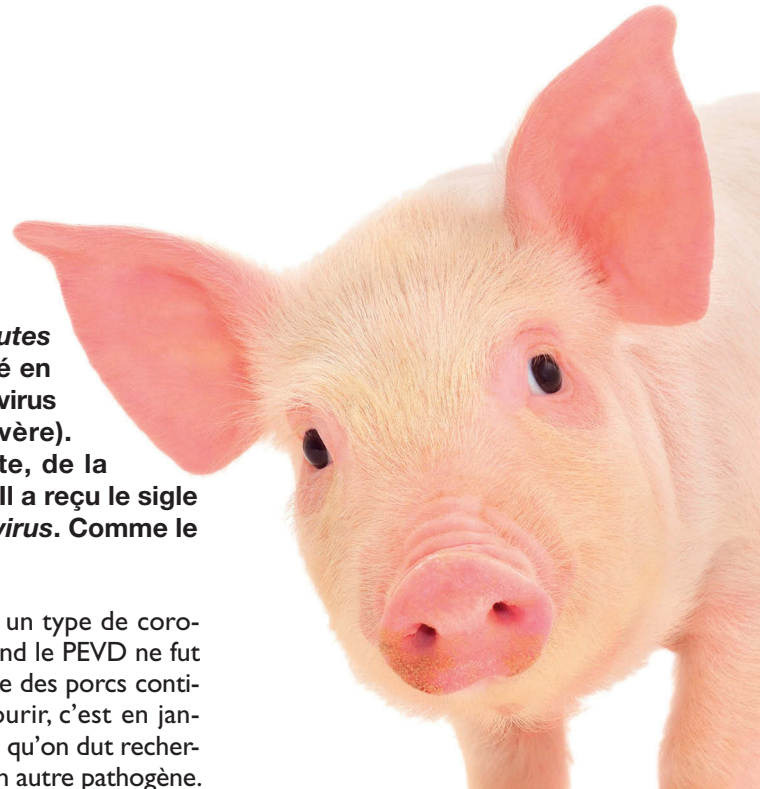 utes
é en
virus
vère).
te, de la
Il a reçu le sigle
virus. Comme le
un type de coro-
nd le PEVD ne fut
e des porcs conti-
ourir, c'est en jan-
qu'on dut recher-
n autre pathogène.